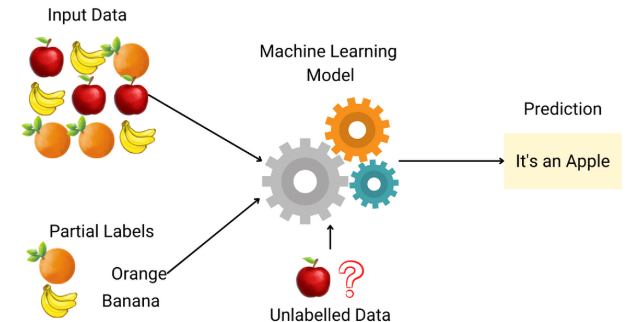 Input Data
Machine Learning
Model
Prediction
It's an Apple
Partial Labels
Orange
Banana
?
Unlabelled Data